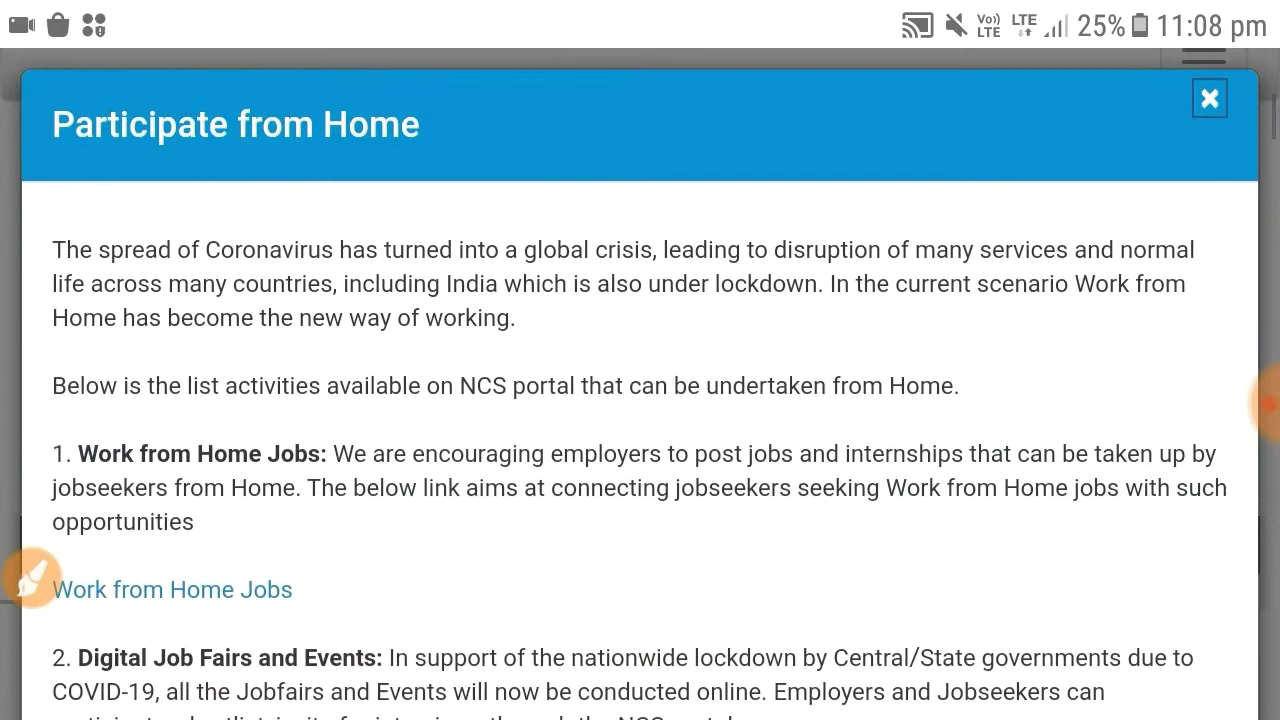 Vo))
LTE
LTE
25%
11:08 pm
Participate from Home
The spread of Coronavirus has turned into a global crisis, leading to disruption of many services and normal
life across many countries, including India which is also under lockdown. In the current scenario Work from
Home has become the new way of working.
Below is the list activities available on NCS portal that can be undertaken from Home.
1. Work from Home Jobs: We are encouraging employers to post jobs and internships that can be taken up by
jobseekers from Home. The below link aims at connecting jobseekers seeking Work from Home jobs with such
opportunities
Work from Home Jobs
2. Digital Job Fairs and Events: In support of the nationwide lockdown by Central/State governments due to
COVID-19, all the Jobfairs and Events will now be conducted online. Employers and Jobseekers can